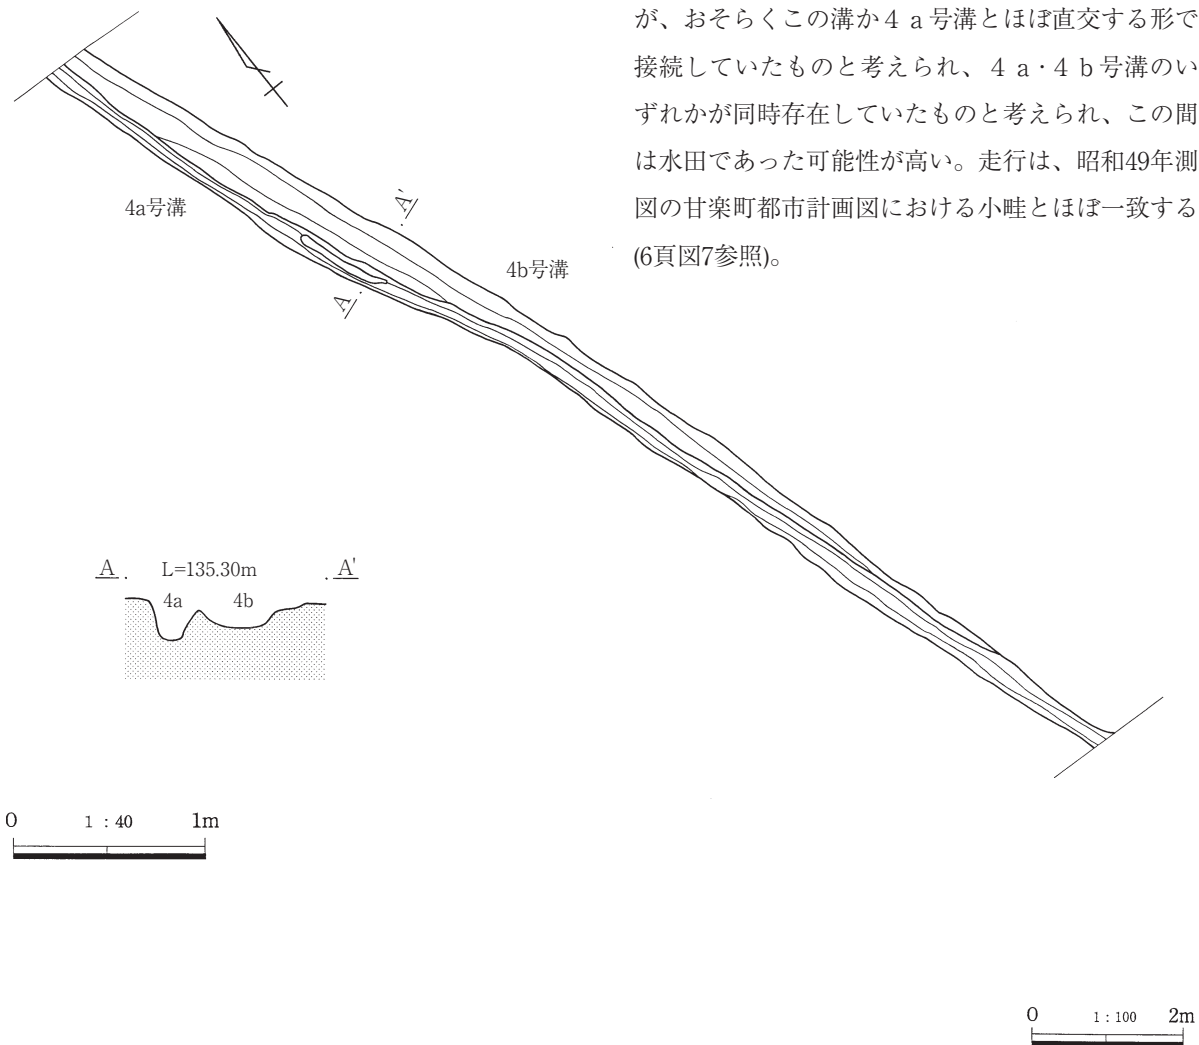 が、おそらくこの溝か４ａ号溝とほぼ直交する形で
接続していたものと考えられ、４ａ・４ｂ号溝のい
ずれかが同時存在していたものと考えられ、この間
は水田であった可能性が高い。走行は、昭和49年測
図の甘楽町都市計画図における小畦とほぼ一致する
(6頁図7参照)。
4a号溝
A'
4b号溝
A
A L=135.30m A'
4a 4b
0 1：40 1m
0 1：100 2m